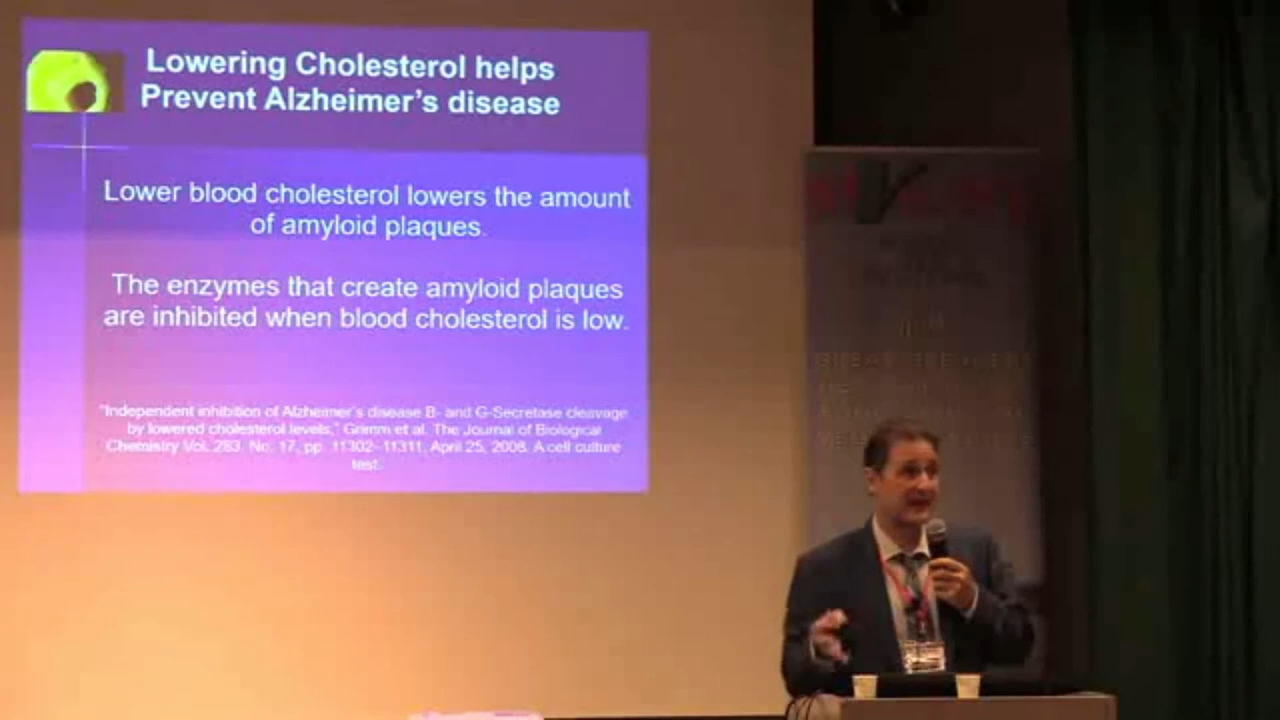 Lowering Cholesterol helps
Prevent Alzheimer's disease
Lower blood cholesterol lowers the amount
of amyloid plaques.
The enzymes that create amyloid plaques
are inhibited when blood cholesterol is low.
"Independent inhibition of Alzheimer's disease B- and G-Secretase cleavage
by lowered cholesterol levels," Grimm et al. The Journal of Biological
Chemistry Vol. 283, No. 17, pp. 11302–11311, April 25, 2008. A cell culture
test.